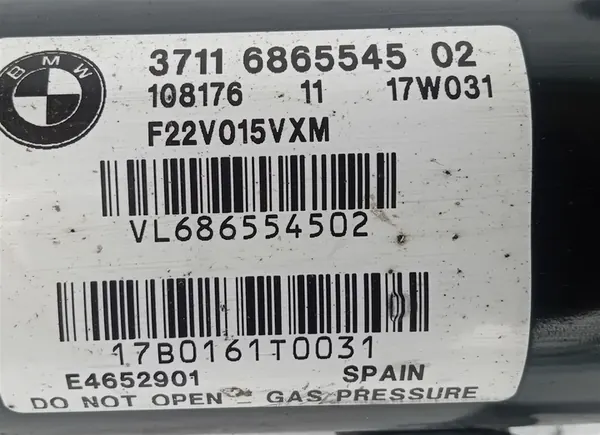 BMW
3711 6865545 02
108176 11 17W031
F22V015VXM
VL686554502
17B0161T0031
E4652901 SPAIN
DO NOT OPEN - GAS PRESSURE